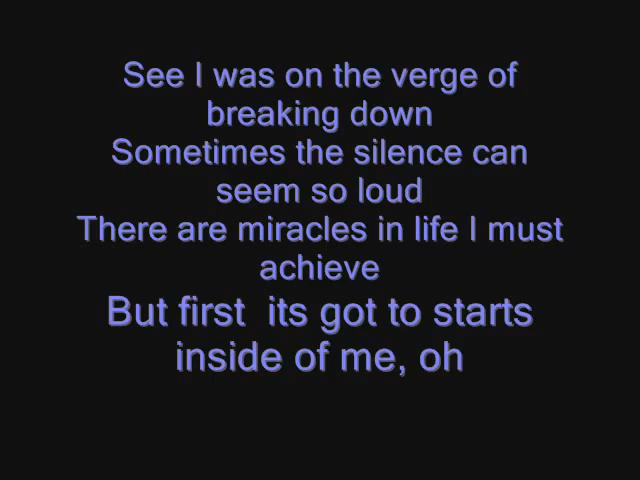 See I was on the verge of
breaking down
Sometimes the silence can
seem so loud
There are miracles in life I must
achieve
But first  its got to starts
inside of me, oh